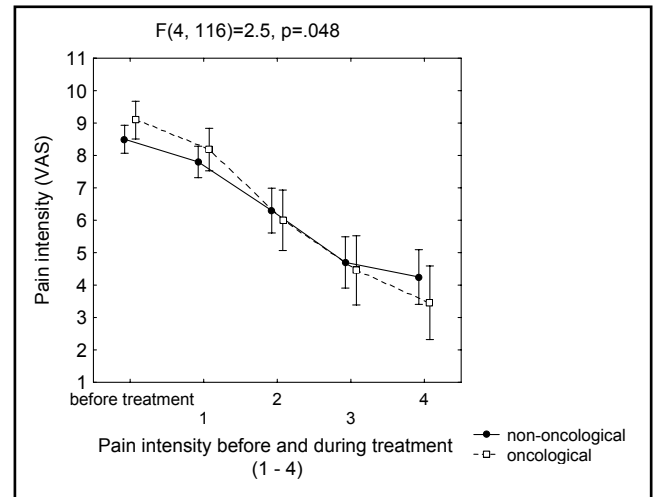 F(4, 116)=2.5, p=.048
11
10
9
8
7
6
5
4
3
2
1
Pain intensity (VAS)
before treatment
1
2
3
4
Pain intensity before and during treatment
(1 - 4)
non-oncological
oncological